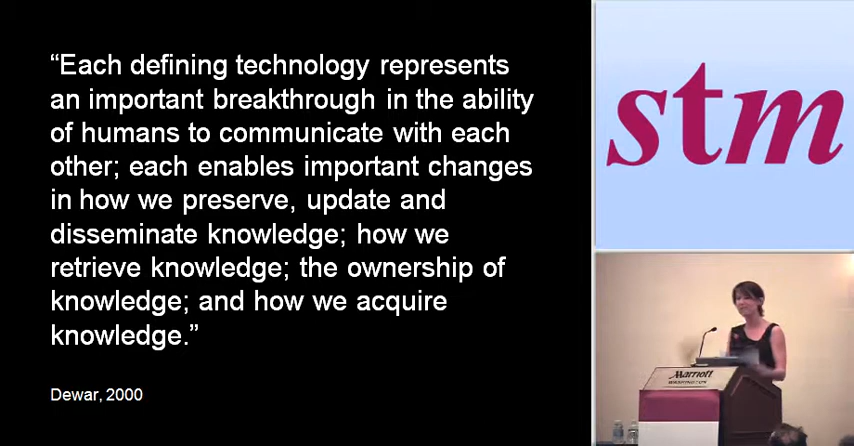 “Each defining technology represents
an important breakthrough in the ability
of humans to communicate with each
other; each enables important changes
in how we preserve, update and
disseminate knowledge; how we
retrieve knowledge; the ownership of
knowledge; and how we acquire
knowledge.”
Dewar, 2000
stm
Marriott